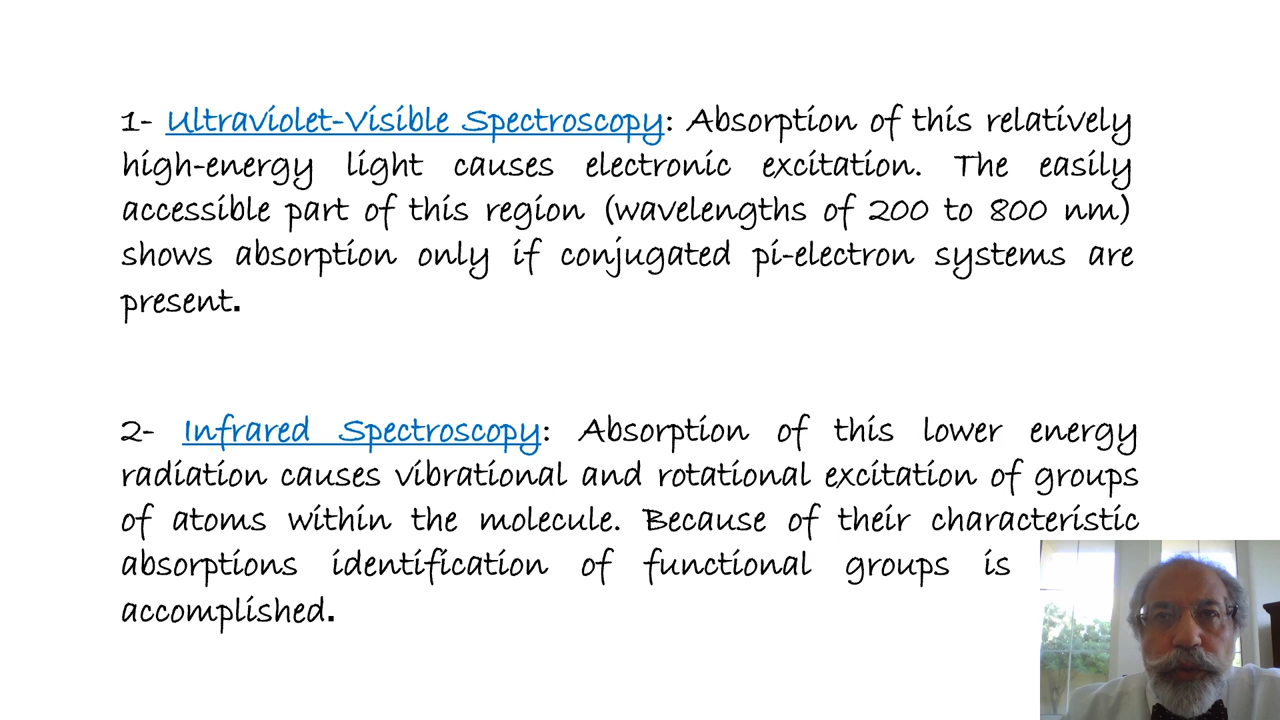 1- Ultraviolet-Visible Spectroscopy: Absorption of this relatively
high-energy light causes electronic excitation. The easily
accessible part of this region (wavelengths of 200 to 800 nm)
shows absorption only if conjugated pi-electron systems are
present.
2- Infrared Spectroscopy: Absorption of this lower energy
radiation causes vibrational and rotational excitation of groups
of atoms within the molecule. Because of their characteristic
absorptions identification of functional groups is
accomplished.